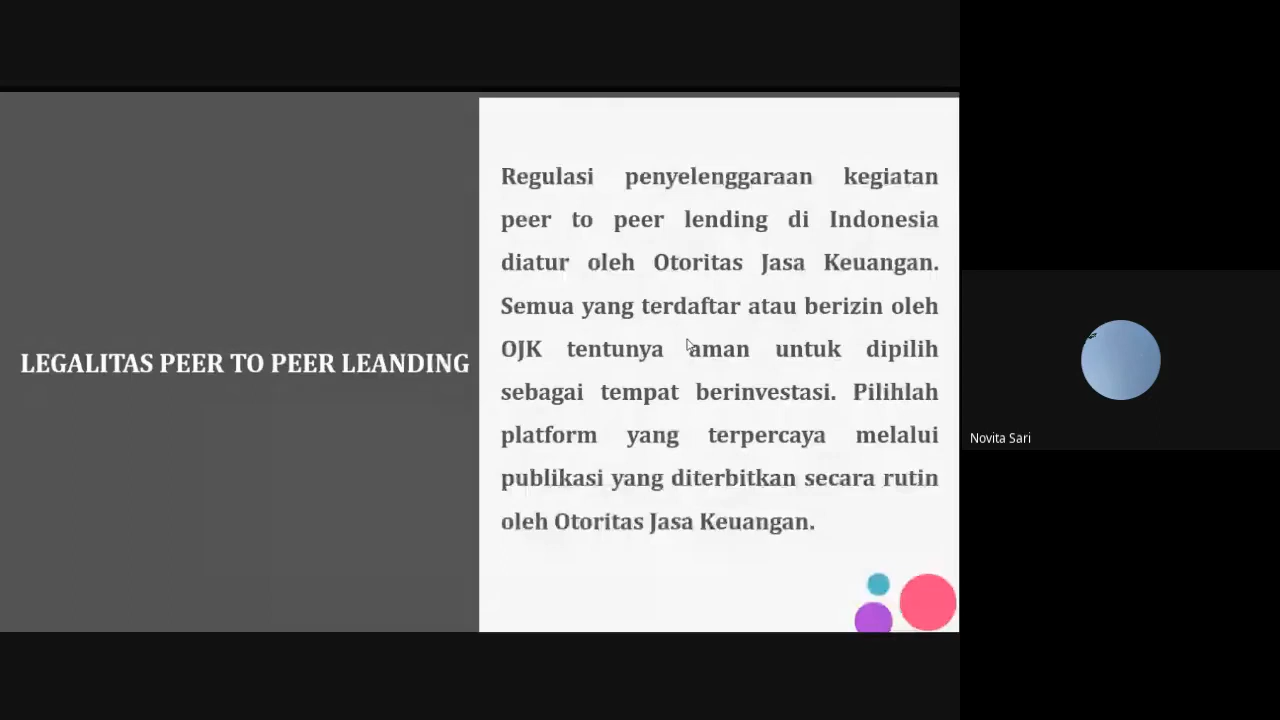 LEGALITAS PEER TO PEER LEANDING
Regulasi penyelenggaraan kegiatan
peer to peer lending di Indonesia
diatur oleh Otoritas Jasa Keuangan.
Semua yang terdaftar atau berizin oleh
OJK tentunya aman untuk dipilih
sebagai tempat berinvestasi. Pilihlah
platform yang terpercaya melalui
publikasi yang diterbitkan secara rutin
oleh Otoritas Jasa Keuangan.
Novita Sari